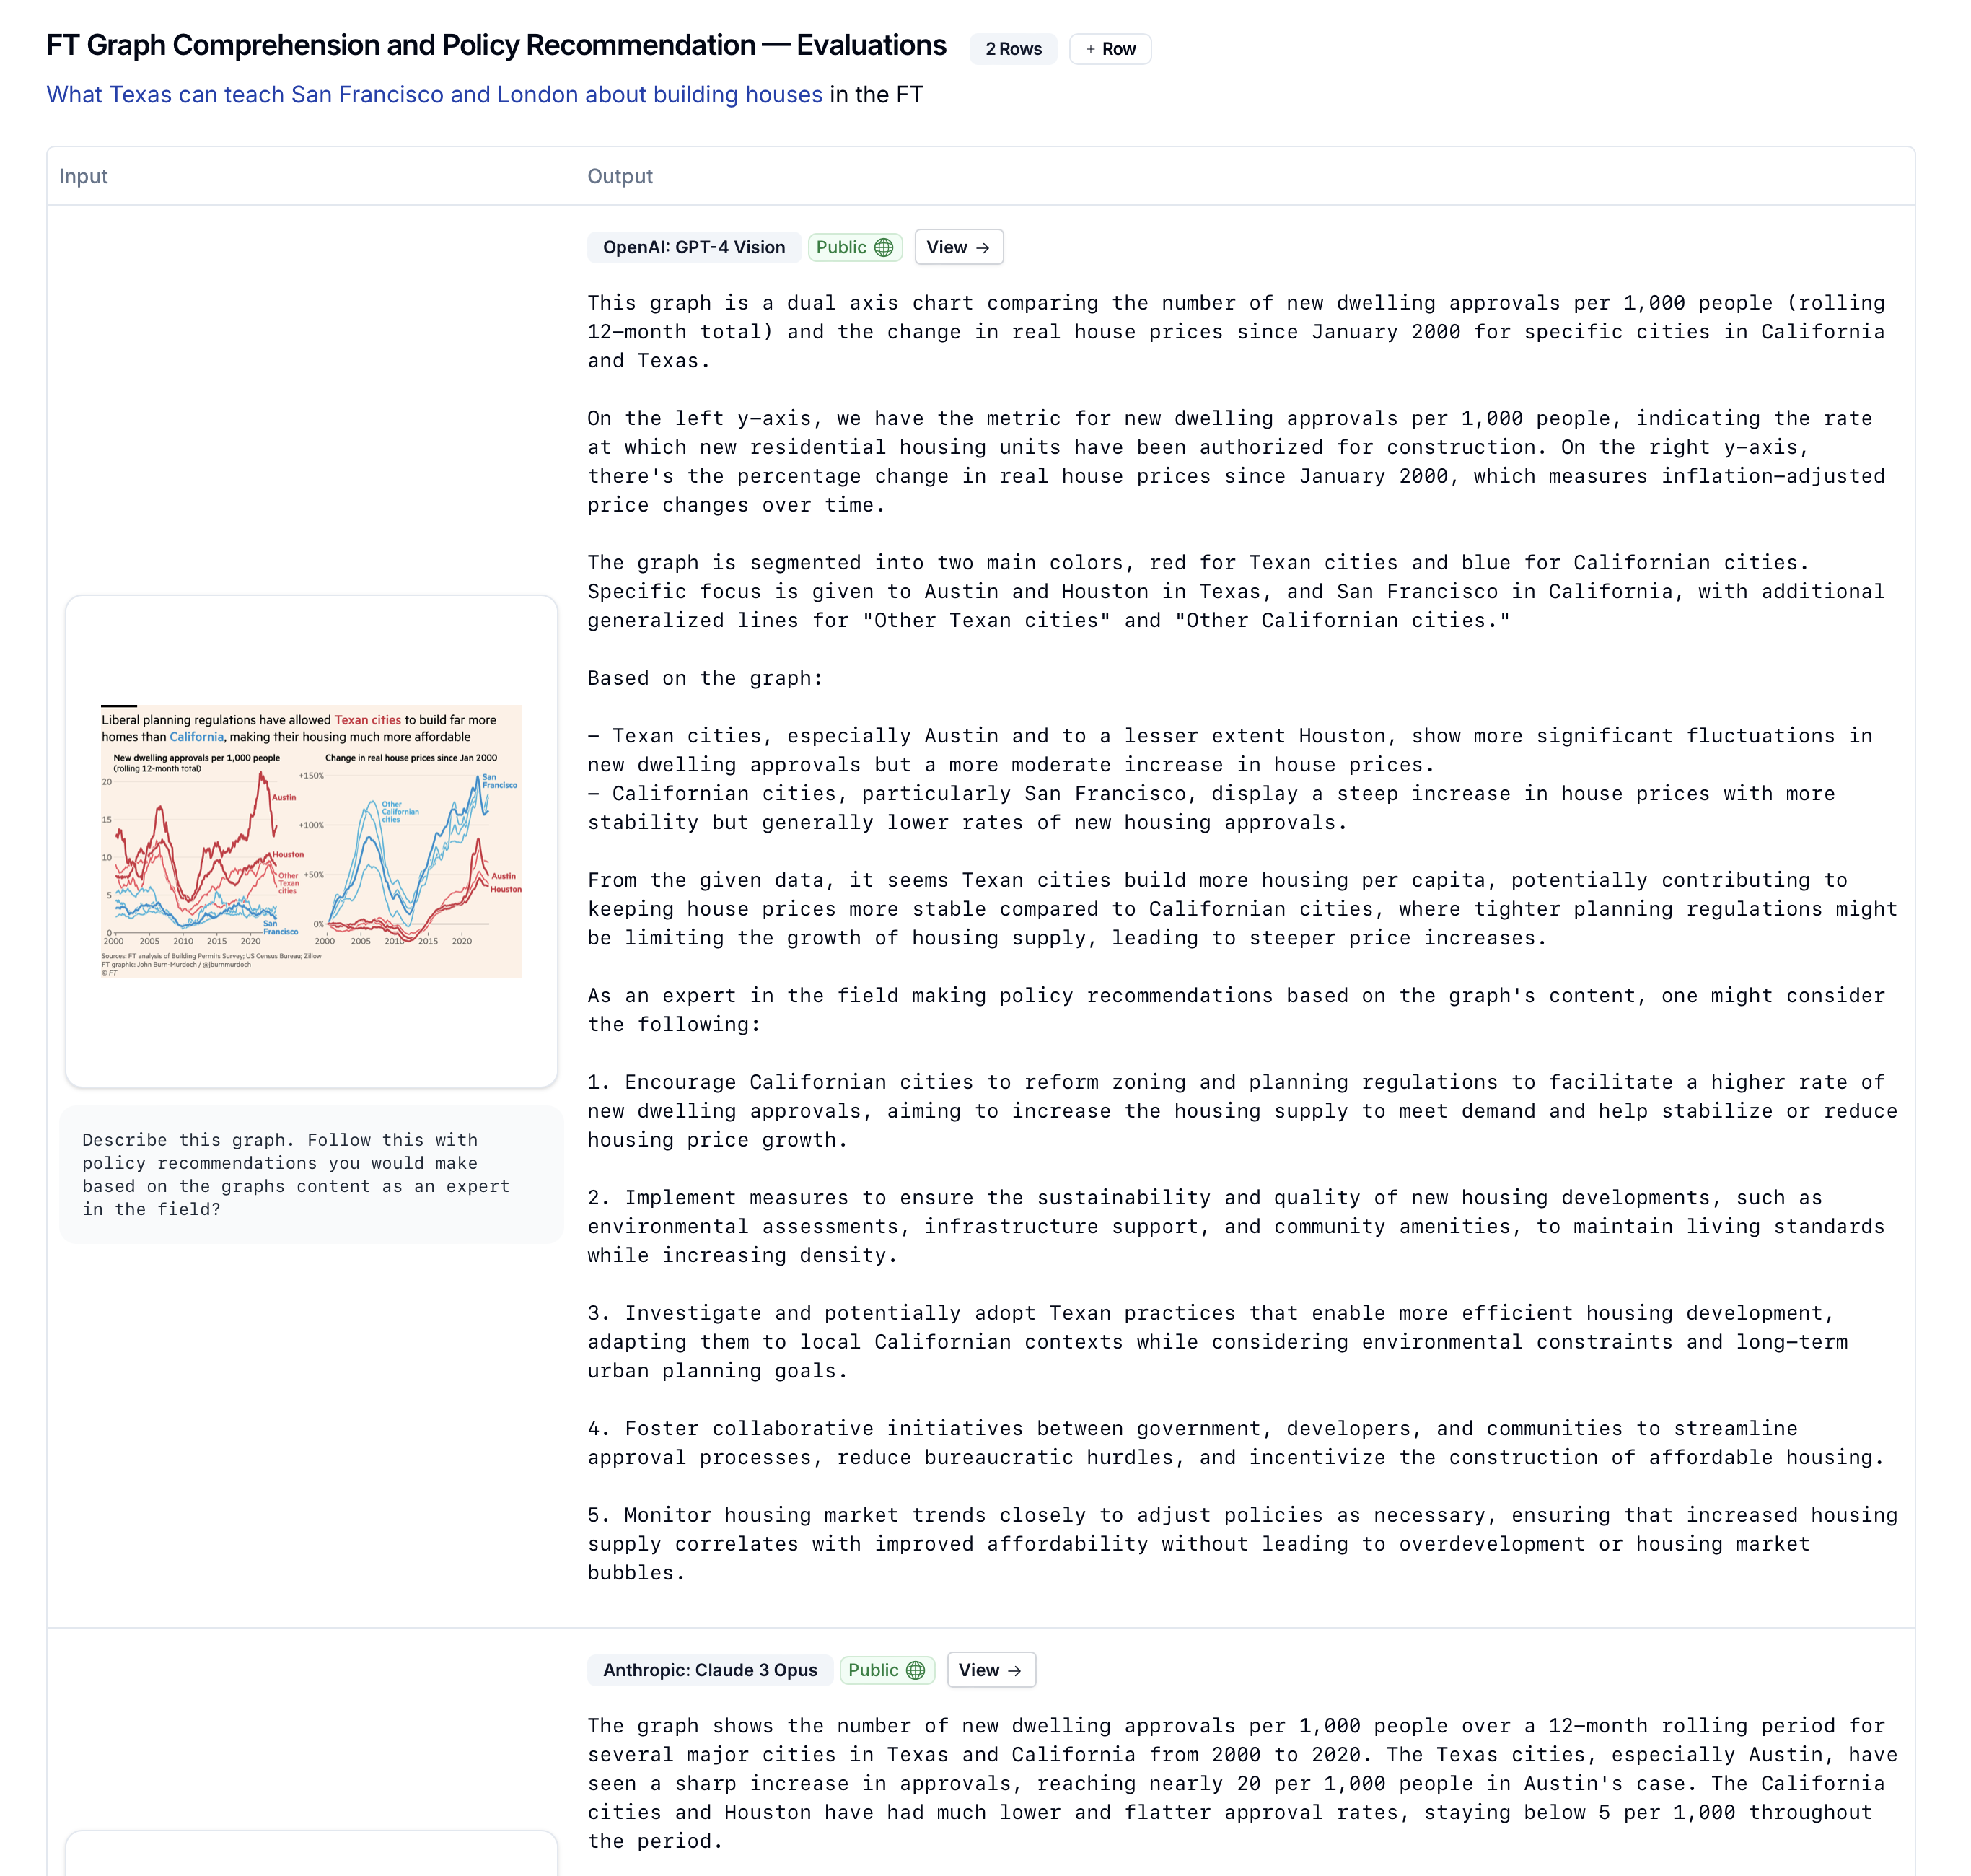 FT Graph Comprehension and Policy Recommendation — Evaluations
2 Rows
+ Row
What Texas can teach San Francisco and London about building houses in the FT
Input
Output
Liberal planning regulations have allowed Texan cities to build far more
homes than California, making their housing much more affordable
New dwelling approvals per 1,000 people
(rolling 12-month total)
20
15
10
5
0
2000 2005 2010 2015 2020
Austin
Houston
Other
Texan
cities
San
Francisco
Change in real house prices since Jan 2000
+150%
+100%
+50%
0%
2000 2005 2010 2015 2020
San
Francisco
Other
Californian
cities
Austin
Houston
Sources: FT analysis of Building Permits Survey; US Census Bureau; Zillow
FT graphic: John Burn-Murdoch / @jburnmurdoch
© FT
Describe this graph. Follow this with
policy recommendations you would make
based on the graphs content as an expert
in the field?
OpenAI: GPT-4 Vision
Public
View →
This graph is a dual axis chart comparing the number of new dwelling approvals per 1,000 people (rolling
12-month total) and the change in real house prices since January 2000 for specific cities in California
and Texas.
On the left y-axis, we have the metric for new dwelling approvals per 1,000 people, indicating the rate
at which new residential housing units have been authorized for construction. On the right y-axis,
there's the percentage change in real house prices since January 2000, which measures inflation-adjusted
price changes over time.
The graph is segmented into two main colors, red for Texan cities and blue for Californian cities.
Specific focus is given to Austin and Houston in Texas, and San Francisco in California, with additional
generalized lines for "Other Texan cities" and "Other Californian cities."
Based on the graph:
- Texan cities, especially Austin and to a lesser extent Houston, show more significant fluctuations in
new dwelling approvals but a more moderate increase in house prices.
- Californian cities, particularly San Francisco, display a steep increase in house prices with more
stability but generally lower rates of new housing approvals.
From the given data, it seems Texan cities build more housing per capita, potentially contributing to
keeping house prices more stable compared to Californian cities, where tighter planning regulations might
be limiting the growth of housing supply, leading to steeper price increases.
As an expert in the field making policy recommendations based on the graph's content, one might consider
the following:
1. Encourage Californian cities to reform zoning and planning regulations to facilitate a higher rate of
new dwelling approvals, aiming to increase the housing supply to meet demand and help stabilize or reduce
housing price growth.
2. Implement measures to ensure the sustainability and quality of new housing developments, such as
environmental assessments, infrastructure support, and community amenities, to maintain living standards
while increasing density.
3. Investigate and potentially adopt Texan practices that enable more efficient housing development,
adapting them to local Californian contexts while considering environmental constraints and long-term
urban planning goals.
4. Foster collaborative initiatives between government, developers, and communities to streamline
approval processes, reduce bureaucratic hurdles, and incentivize the construction of affordable housing.
5. Monitor housing market trends closely to adjust policies as necessary, ensuring that increased housing
supply correlates with improved affordability without leading to overdevelopment or housing market
bubbles.
Anthropic: Claude 3 Opus
Public
View →
The graph shows the number of new dwelling approvals per 1,000 people over a 12-month rolling period for
several major cities in Texas and California from 2000 to 2020. The Texas cities, especially Austin, have
seen a sharp increase in approvals, reaching nearly 20 per 1,000 people in Austin's case. The California
cities and Houston have had much lower and flatter approval rates, staying below 5 per 1,000 throughout
the period.